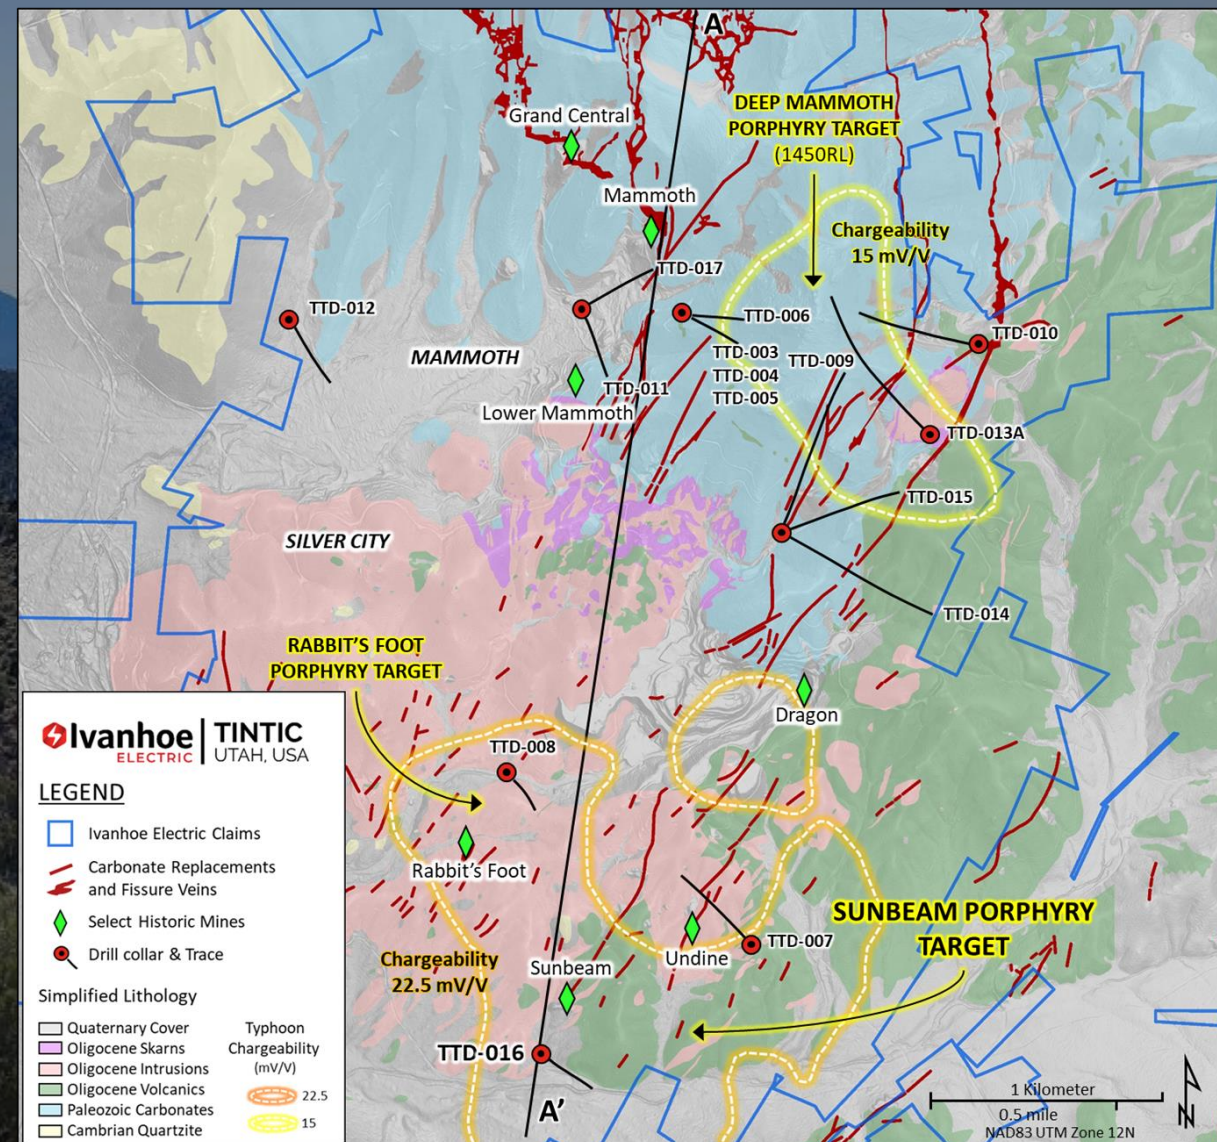 A
DEEP MAMMOTH
PORPHYRY TARGET
(1450RL)
Grand Central
Mammoth
Chargeability
15 mV/V
TTD-017
TTD-012
TTD-006
TTD-010
MAMMOTH
TTD-003
TTD-009
TTD-004
TTD-005
TTD-011
Lower Mammoth
TTD-013A
TTD-015
SILVER CITY
TTD-014
RABBIT'S FOOT
PORPHYRY TARGET
Dragon
TTD-008
Rabbit's Foot
SUNBEAM PORPHYRY
TARGET
TTD-007
Undine
Chargeability
22.5 mV/V
Sunbeam
TTD-016
A'
1 Kilometer
0.5 mile
NAD83 UTM Zone 12N
N
Ivanhoe
ELECTRIC
TINTIC
UTAH, USA
LEGEND
Ivanhoe Electric Claims
Carbonate Replacements
and Fissure Veins
Select Historic Mines
Drill collar & Trace
Simplified Lithology
Quaternary Cover
Oligocene Skarns
Oligocene Intrusions
Oligocene Volcanics
Paleozoic Carbonates
Cambrian Quartzite
Typhoon
Chargeability
(mV/V)
22.5
15